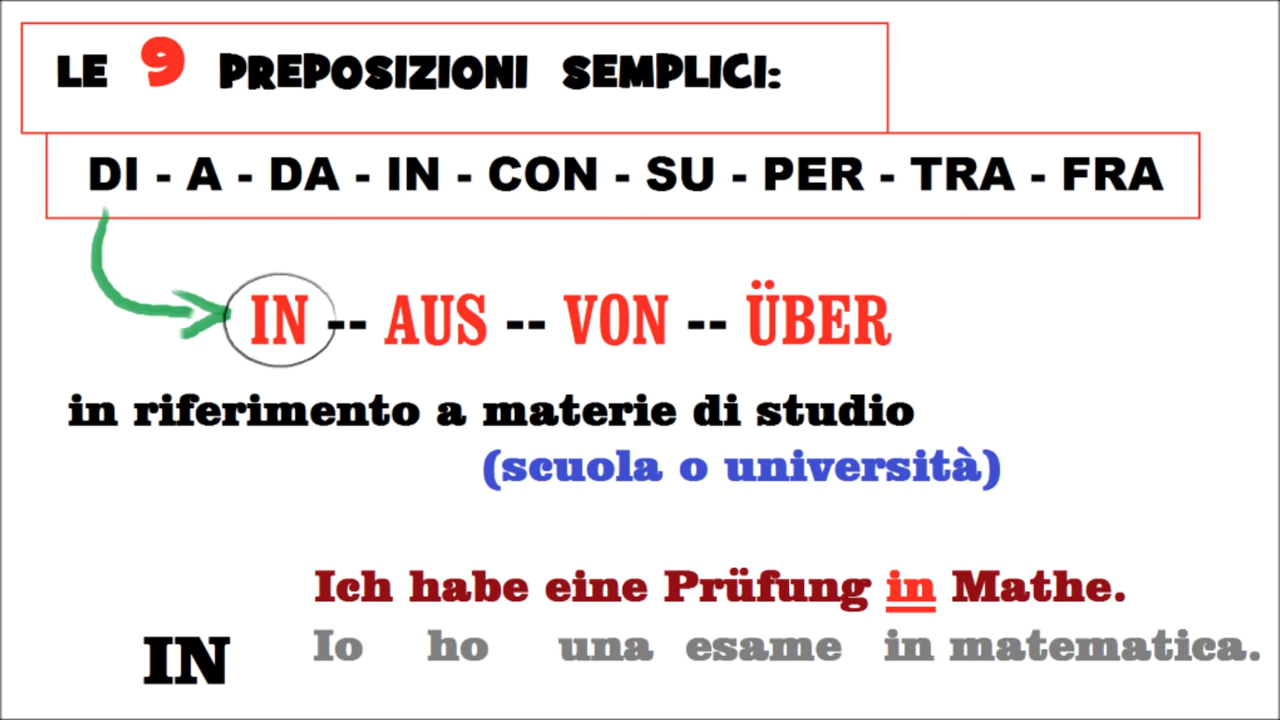 LE 9 PREPOSIZIONI SEMPLICI:
DI - A - DA - IN - CON - SU - PER - TRA - FRA
IN -- AUS -- VON -- ÜBER
in riferimento a materie di studio
(scuola o università)
Ich habe eine Prüfung in Mathe.
IN Io ho una esame in matematica.